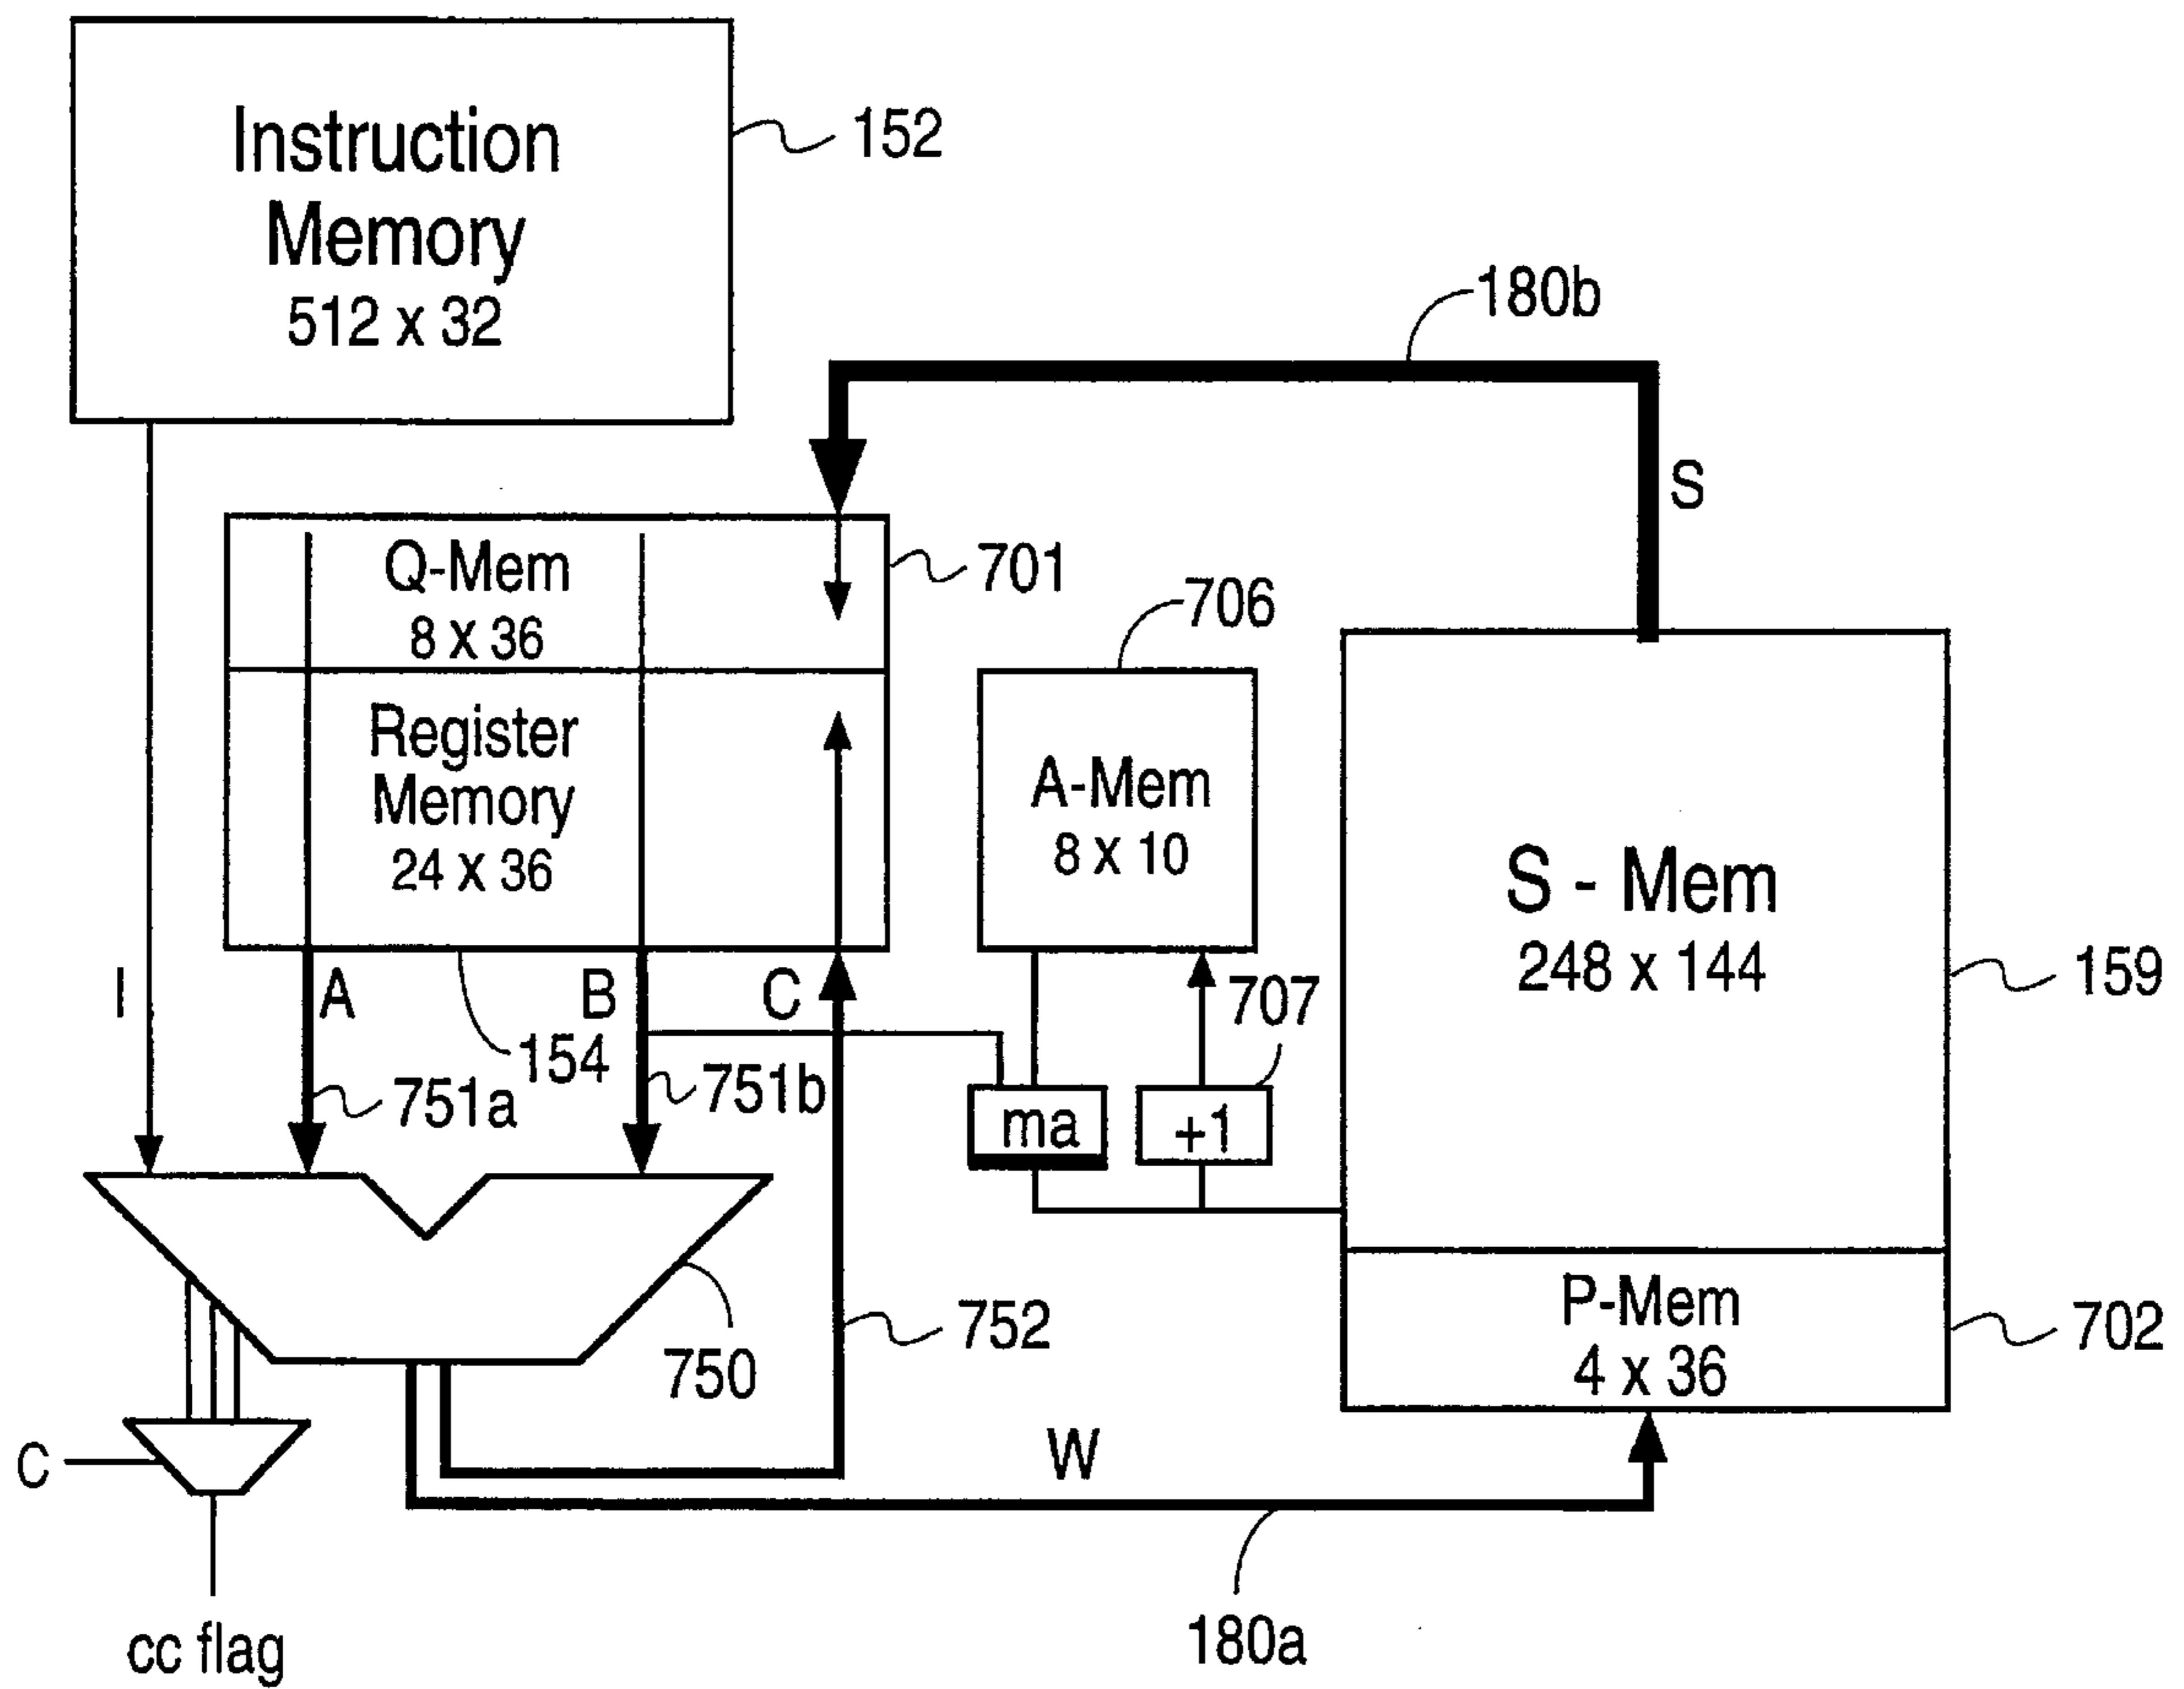 Instruction
Memory
512 x 32
152
180b
S
Q-Mem
8 x 36
701
706
Register
Memory
24 x 36
A-Mem
8 x 10
S - Mem
248 x 144
159
I
A
B
C
707
154
751a
751b
ma
+1
P-Mem
4 x 36
702
752
750
W
C
180a
cc flag